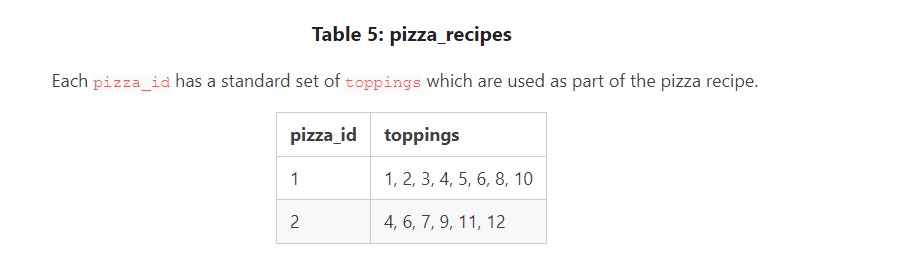 Table 5: pizza_recipes
Each pizza_id has a standard set of toppings which are used as part of the pizza recipe.
pizza_id toppings
1 1, 2, 3, 4, 5, 6, 8, 10
2 4, 6, 7, 9, 11, 12